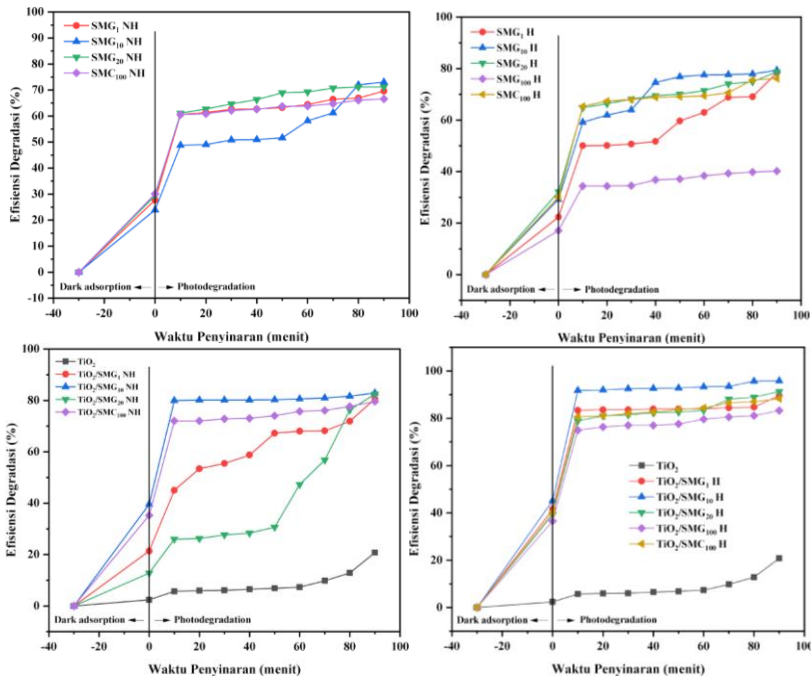 SMG₁ NH
SMG₁₀ NH
SMG₂₀ NH
SMC₁₀₀ NH
Efisiensi Degradasi (%)
100
90
80
70
60
50
40
30
20
10
0
-10
Dark adsorption
Photodegradation
-40 -20 0 20 40 60 80 100
Waktu Penyinaran (menit)
SMG₁ H
SMG₁₀ H
SMG₂₀ H
SMG₁₀₀ H
SMC₁₀₀ H
Efisiensi Degradasi (%)
100
80
60
40
20
0
Dark adsorption
Photodegradation
-40 -20 0 20 40 60 80 100
Waktu Penyinaran (menit)
TiO₂
TiO₂/SMG₁ NH
TiO₂/SMG₁₀ NH
TiO₂/SMG₂₀ NH
TiO₂/SMC₁₀₀ NH
Efisiensi Degradasi (%)
100
80
60
40
20
0
Dark adsorption
Photodegradation
-40 -20 0 20 40 60 80 100
Waktu Penyinaran (menit)
TiO₂
TiO₂/SMG₁ H
TiO₂/SMG₁₀ H
TiO₂/SMG₂₀ H
TiO₂/SMG₁₀₀ H
TiO₂/SMC₁₀₀ H
Efisiensi Degradasi (%)
100
80
60
40
20
0
Dark adsorption
Photodegradation
-40 -20 0 20 40 60 80 100
Waktu Penyinaran (menit)